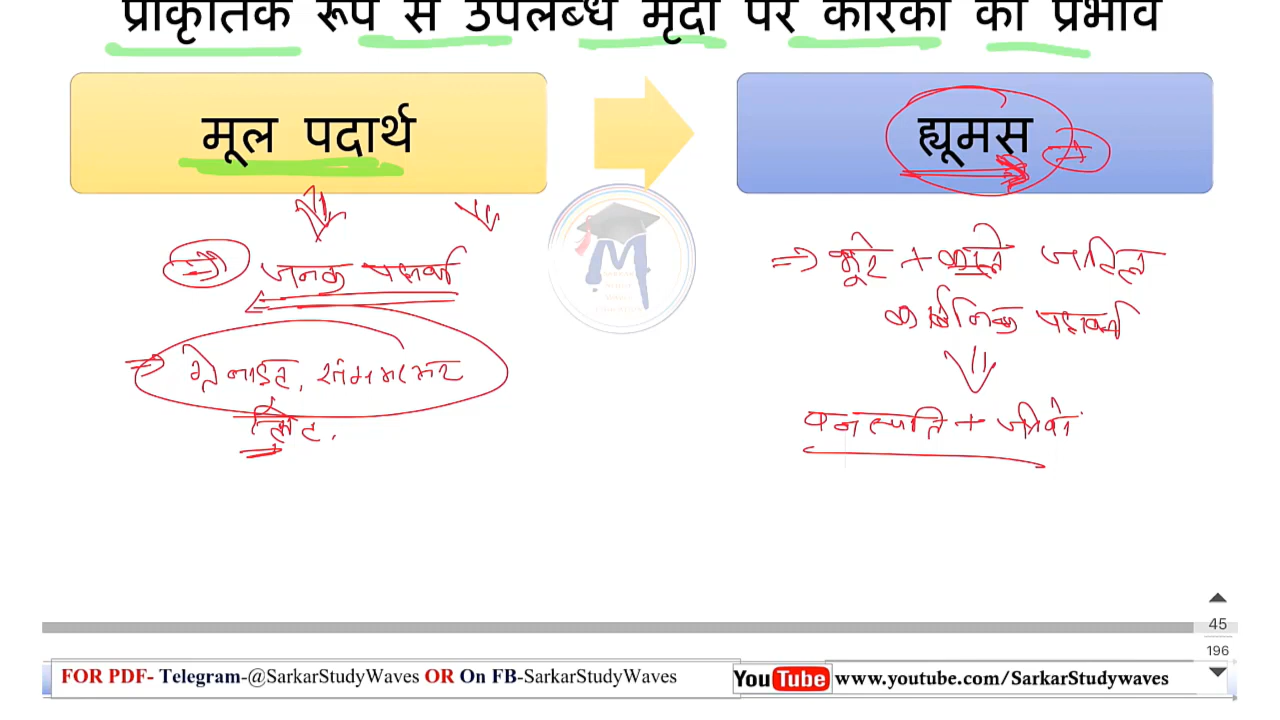 प्राकृतिक रूप से उपलब्ध मृदा पर कारकों का प्रभाव
मूल पदार्थ
ह्यूमस
जनक पदार्थ
ग्रेनाइट, संगमरमर
भूरे + काले जटिल
कार्बनिक पदार्थ
वनस्पति + जीवों
45
196
FOR PDF- Telegram-@SarkarStudyWaves OR On FB-SarkarStudyWaves
YouTube www.youtube.com/SarkarStudywaves